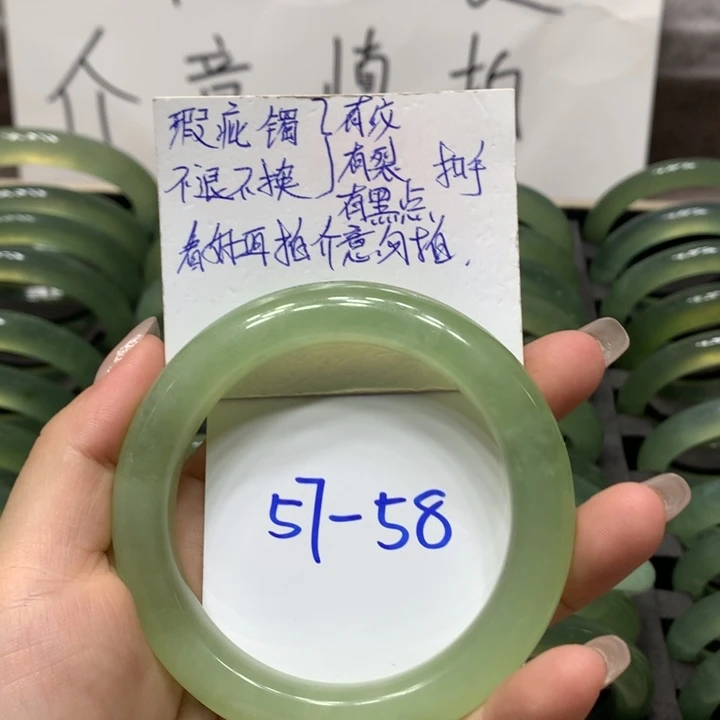 介意慎拍
瑕疵镯 有纹
不退不换 有裂 扣手
有黑点
看好再拍介意勿拍.
57-58